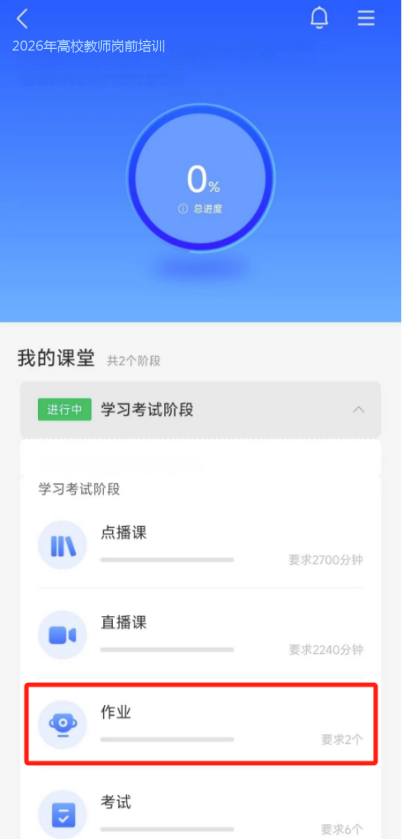 2026年高校教师岗前培训
0%
总进度
我的课堂 共2个阶段
进行中 学习考试阶段
学习考试阶段
点播课
要求2700分钟
直播课
要求2240分钟
作业
要求2个
考试
要求6个